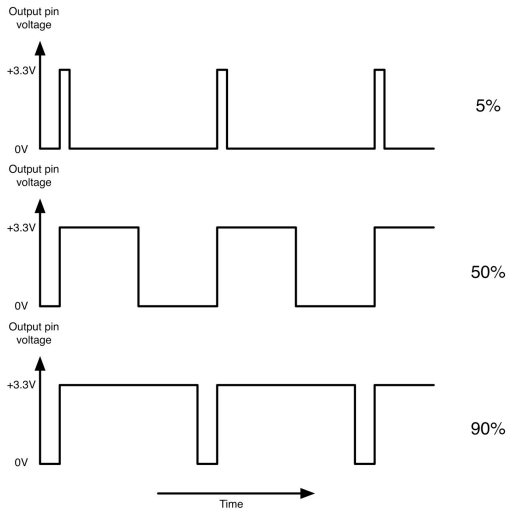 Output pin
voltage
+3.3V
5%
0V
Output pin
voltage
+3.3V
50%
0V
Output pin
voltage
+3.3V
90%
0V
Time